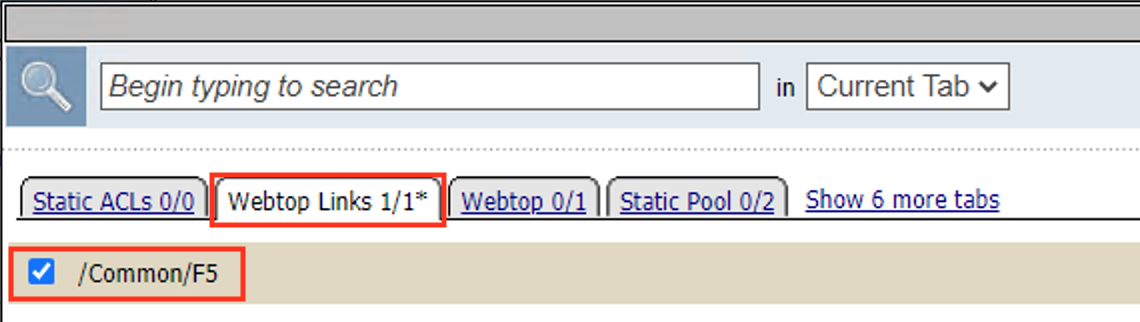 Begin typing to search in Current Tab
Static ACLs 0/0 Webtop Links 1/1* Webtop 0/1 Static Pool 0/2 Show 6 more tabs
/Common/F5